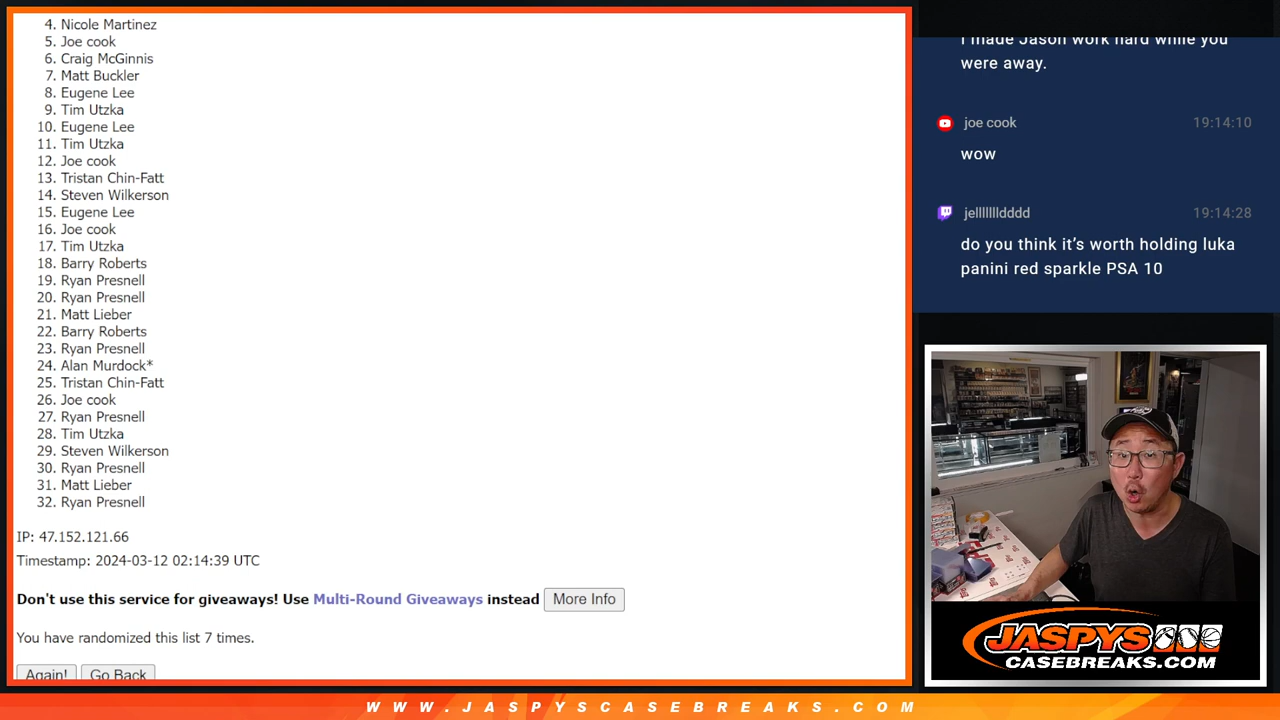 4. Nicole Martinez
5. Joe cook
6. Craig McGinnis
7. Matt Buckler
8. Eugene Lee
9. Tim Utzka
10. Eugene Lee
11. Tim Utzka
12. Joe cook
13. Tristan Chin-Fatt
14. Steven Wilkerson
15. Eugene Lee
16. Joe cook
17. Tim Utzka
18. Barry Roberts
19. Ryan Presnell
20. Ryan Presnell
21. Matt Lieber
22. Barry Roberts
23. Ryan Presnell
24. Alan Murdock*
25. Tristan Chin-Fatt
26. Joe cook
27. Ryan Presnell
28. Tim Utzka
29. Steven Wilkerson
30. Ryan Presnell
31. Matt Lieber
32. Ryan Presnell
IP: 47.152.121.66
Timestamp: 2024-03-12 02:14:39 UTC
Don't use this service for giveaways! Use Multi-Round Giveaways instead More Info
You have randomized this list 7 times.
Again! Go Back
I made Jason work hard while you
were away.
joe cook 19:14:10
wow
jelllllllddddd 19:14:28
do you think it's worth holding luka
panini red sparkle PSA 10
JASPYS
CASEBREAKS.COM
WWW.JASPYSCASEBREAKS.COM